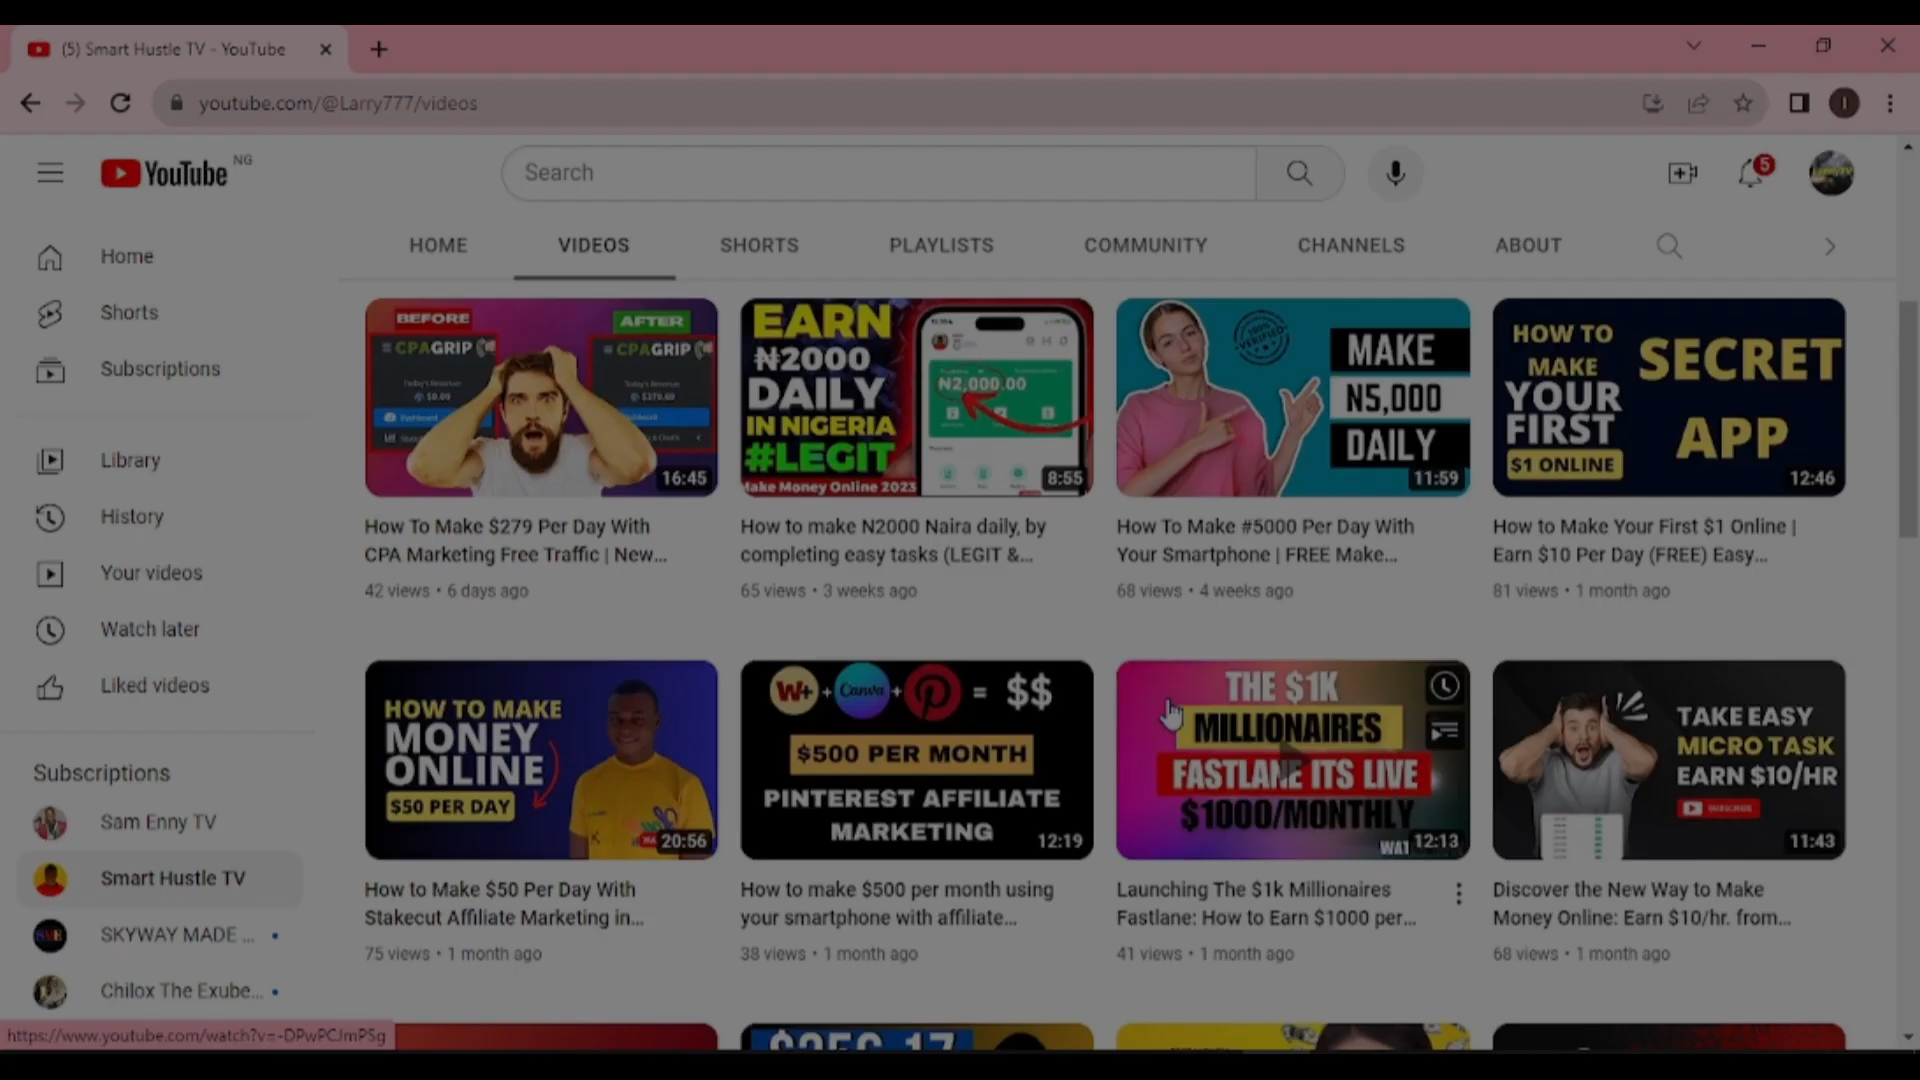 (5) Smart Hustle TV - YouTube
youtube.com/@Larry777/videos
I
YouTube NG
Search
5
HOME VIDEOS SHORTS PLAYLISTS COMMUNITY CHANNELS ABOUT
Home
Shorts
Subscriptions
Library
History
Your videos
Watch later
Liked videos
Subscriptions
Sam Enny TV
Smart Hustle TV
SKYWAY MADE ...
Chilox The Exube...
https://www.youtube.com/watch?v=-DPwPCJmPSg
BEFORE AFTER
CPAGRIP CPAGRIP
Today's Revenue
16:45
How To Make $279 Per Day With
CPA Marketing Free Traffic | New...
42 views • 6 days ago
EARN
₦2000
DAILY
IN NIGERIA
#LEGIT
Make Money Online 2023
₦2,000.00
8:55
How to make N2000 Naira daily, by
completing easy tasks (LEGIT &...
65 views • 3 weeks ago
100%
VERIFIED
MAKE
N5,000
DAILY
11:59
How To Make #5000 Per Day With
Your Smartphone | FREE Make...
68 views • 4 weeks ago
HOW TO
MAKE
YOUR
FIRST
$1 ONLINE
SECRET
APP
12:46
How to Make Your First $1 Online |
Earn $10 Per Day (FREE) Easy...
81 views • 1 month ago
HOW TO MAKE
MONEY
ONLINE
$50 PER DAY
20:56
How to Make $50 Per Day With
Stakecut Affiliate Marketing in...
75 views • 1 month ago
W+ + Canva + = $$
$500 PER MONTH
PINTEREST AFFILIATE
MARKETING
12:19
How to make $500 per month using
your smartphone with affiliate...
38 views • 1 month ago
THE $1K
MILLIONAIRES
FASTLANE ITS LIVE
$1000/MONTHLY
WAT
12:13
Launching The $1k Millionaires
Fastlane: How to Earn $1000 per...
41 views • 1 month ago
TAKE EASY
MICRO TASK
EARN $10/HR
SUBSCRIBE
11:43
Discover the New Way to Make
Money Online: Earn $10/hr. from...
68 views • 1 month ago